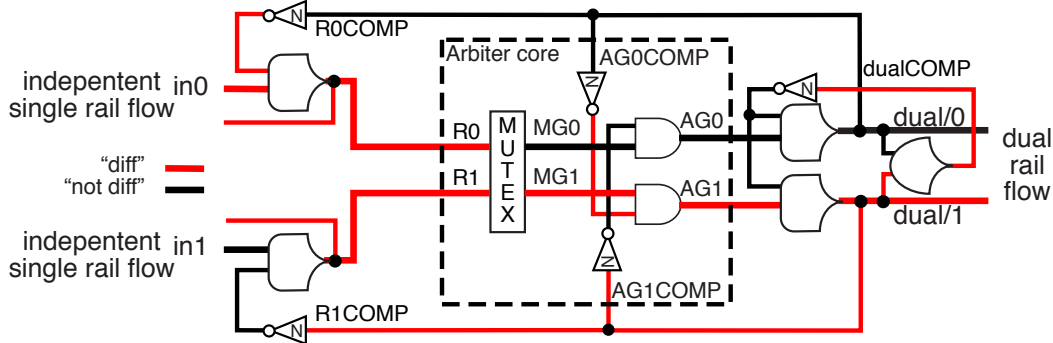 N
R0COMP
Arbiter core
AG0COMP
N
dualCOMP
N
indepentent
single rail flow
in0
dual/0
R0
MUTEX
MG0
AG0
dual
rail
flow
“diff”
“not diff”
R1
MG1
AG1
dual/1
indepentent
single rail flow
in1
N
AG1COMP
R1COMP
N